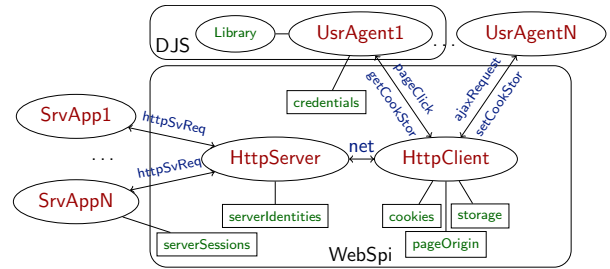 Library
UsrAgent1
...
UsrAgentN
DJS
credentials
pageClick
getCookStor
ajaxRequest
setCookStor
SrvApp1
httpSvReq
...
httpSvReq
HttpServer
net
HttpClient
SrvAppN
serverIdentities
cookies
storage
serverSessions
pageOrigin
WebSpi